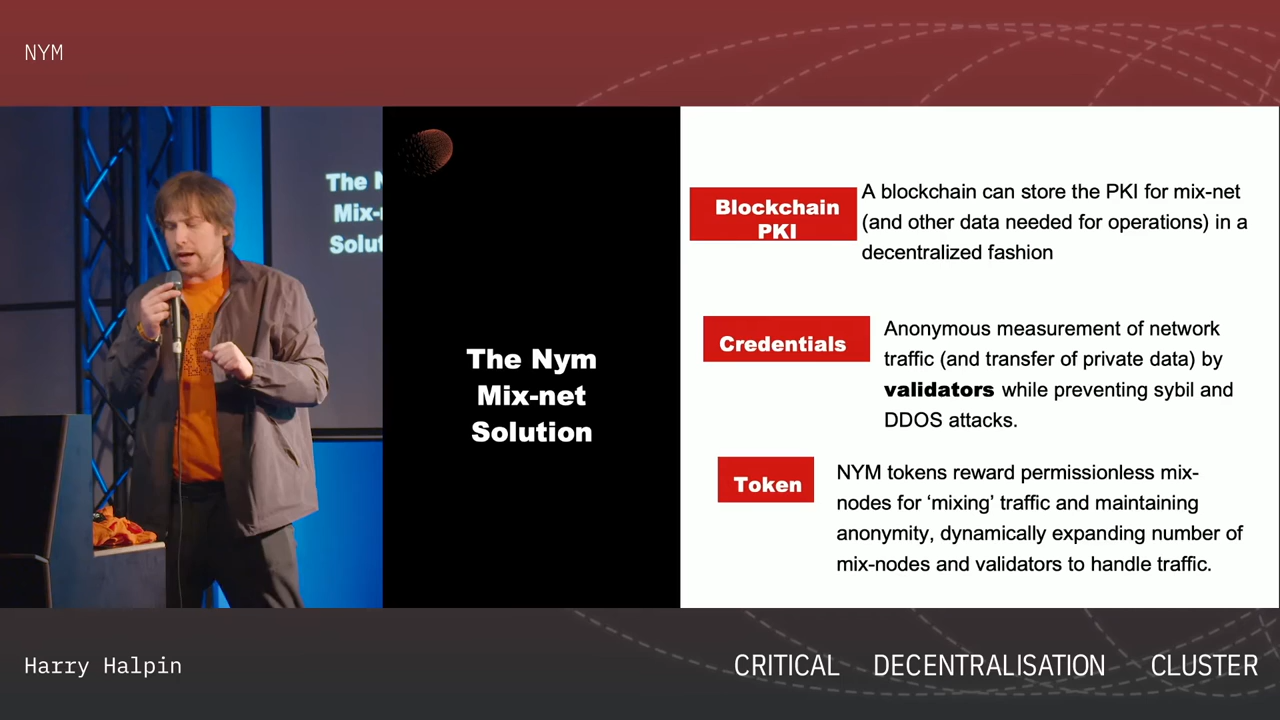 NYM
The N
Mix-
Solut
The Nym
Mix-net
Solution
Blockchain
PKI
A blockchain can store the PKI for mix-net
(and other data needed for operations) in a
decentralized fashion
Credentials
Anonymous measurement of network
traffic (and transfer of private data) by
validators while preventing sybil and
DDOS attacks.
Token
NYM tokens reward permissionless mix-
nodes for ‘mixing’ traffic and maintaining
anonymity, dynamically expanding number of
mix-nodes and validators to handle traffic.
Harry Halpin
CRITICAL DECENTRALISATION CLUSTER